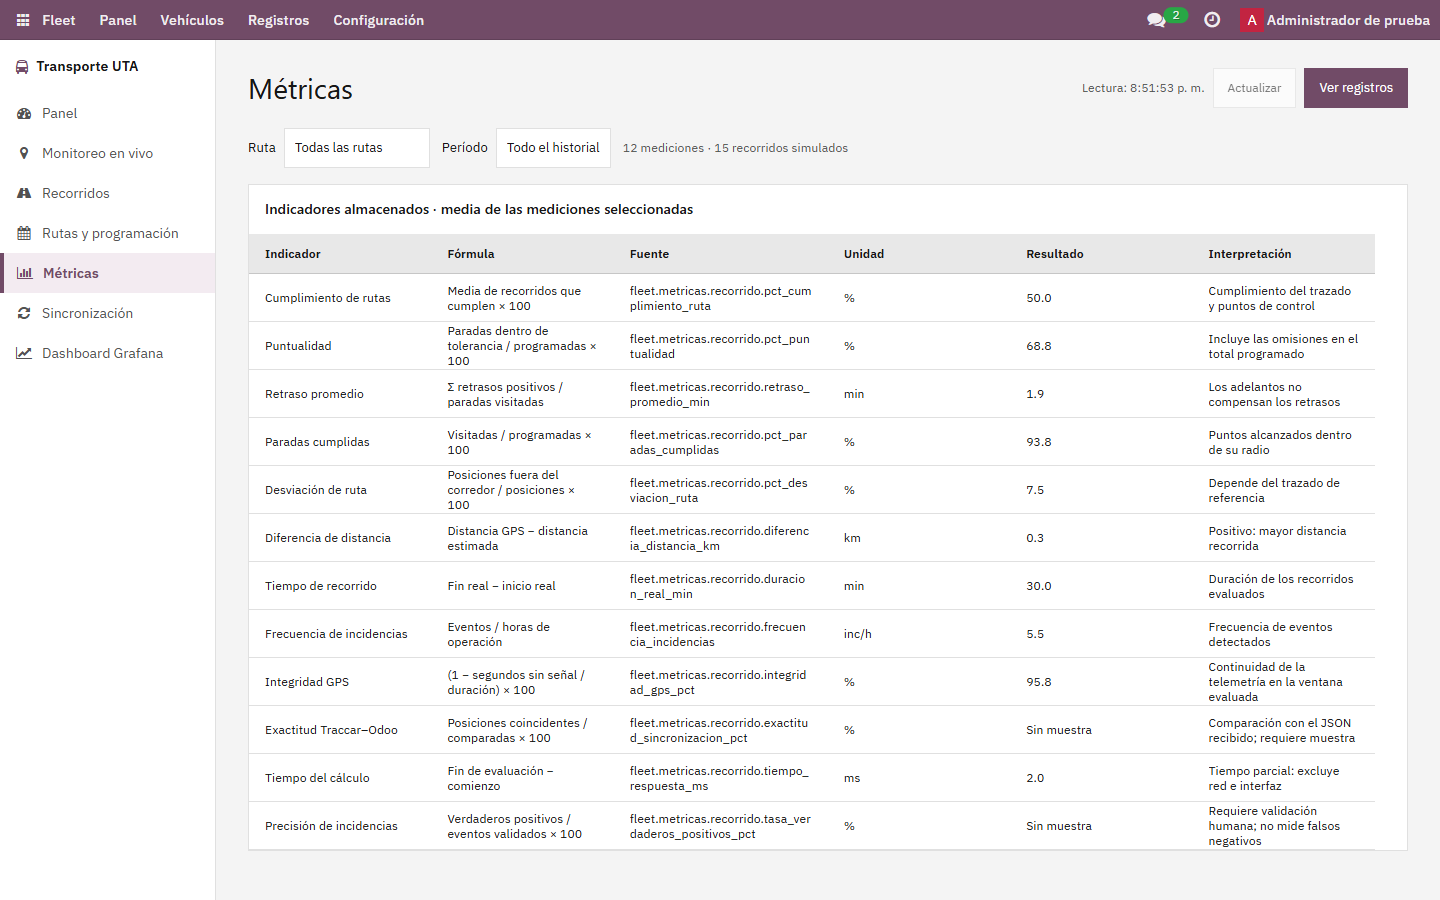 Fleet Panel Vehículos Registros Configuración 2 A Administrador de prueba
Transporte UTA
Panel
Monitoreo en vivo
Recorridos
Rutas y programación
Métricas
Sincronización
Dashboard Grafana
Métricas
Lectura: 8:51:53 p. m. Actualizar Ver registros
Ruta Todas las rutas Período Todo el historial 12 mediciones · 15 recorridos simulados
Indicadores almacenados · media de las mediciones seleccionadas
Indicador Fórmula Fuente Unidad Resultado Interpretación
Cumplimiento de rutas
Media de recorridos que
cumplen × 100
fleet.metricas.recorrido.pct_cum
plimiento_ruta
%
50.0
Cumplimiento del trazado
y puntos de control
Puntualidad
Paradas dentro de
tolerancia / programadas ×
100
fleet.metricas.recorrido.pct_pun
tualidad
%
68.8
Incluye las omisiones en el
total programado
Retraso promedio
Σ retrasos positivos /
paradas visitadas
fleet.metricas.recorrido.retraso_
promedio_min
min
1.9
Los adelantos no
compensan los retrasos
Paradas cumplidas
Visitadas / programadas ×
100
fleet.metricas.recorrido.pct_par
adas_cumplidas
%
93.8
Puntos alcanzados dentro
de su radio
Desviación de ruta
Posiciones fuera del
corredor / posiciones ×
100
fleet.metricas.recorrido.pct_des
viacion_ruta
%
7.5
Depende del trazado de
referencia
Diferencia de distancia
Distancia GPS − distancia
estimada
fleet.metricas.recorrido.diferenc
ia_distancia_km
km
0.3
Positivo: mayor distancia
recorrida
Tiempo de recorrido
Fin real − inicio real
fleet.metricas.recorrido.duracio
n_real_min
min
30.0
Duración de los recorridos
evaluados
Frecuencia de incidencias
Eventos / horas de
operación
fleet.metricas.recorrido.frecuen
cia_incidencias
inc/h
5.5
Frecuencia de eventos
detectados
Integridad GPS
(1 − segundos sin señal /
duración) × 100
fleet.metricas.recorrido.integrid
ad_gps_pct
%
95.8
Continuidad de la
telemetría en la ventana
evaluada
Exactitud Traccar–Odoo
Posiciones coincidentes /
comparadas × 100
fleet.metricas.recorrido.exactitu
d_sincronizacion_pct
%
Sin muestra
Comparación con el JSON
recibido; requiere muestra
Tiempo del cálculo
Fin de evaluación −
comienzo
fleet.metricas.recorrido.tiempo_
respuesta_ms
ms
2.0
Tiempo parcial: excluye
red e interfaz
Precisión de incidencias
Verdaderos positivos /
eventos validados × 100
fleet.metricas.recorrido.tasa_ver
daderos_positivos_pct
%
Sin muestra
Requiere validación
humana; no mide falsos
negativos